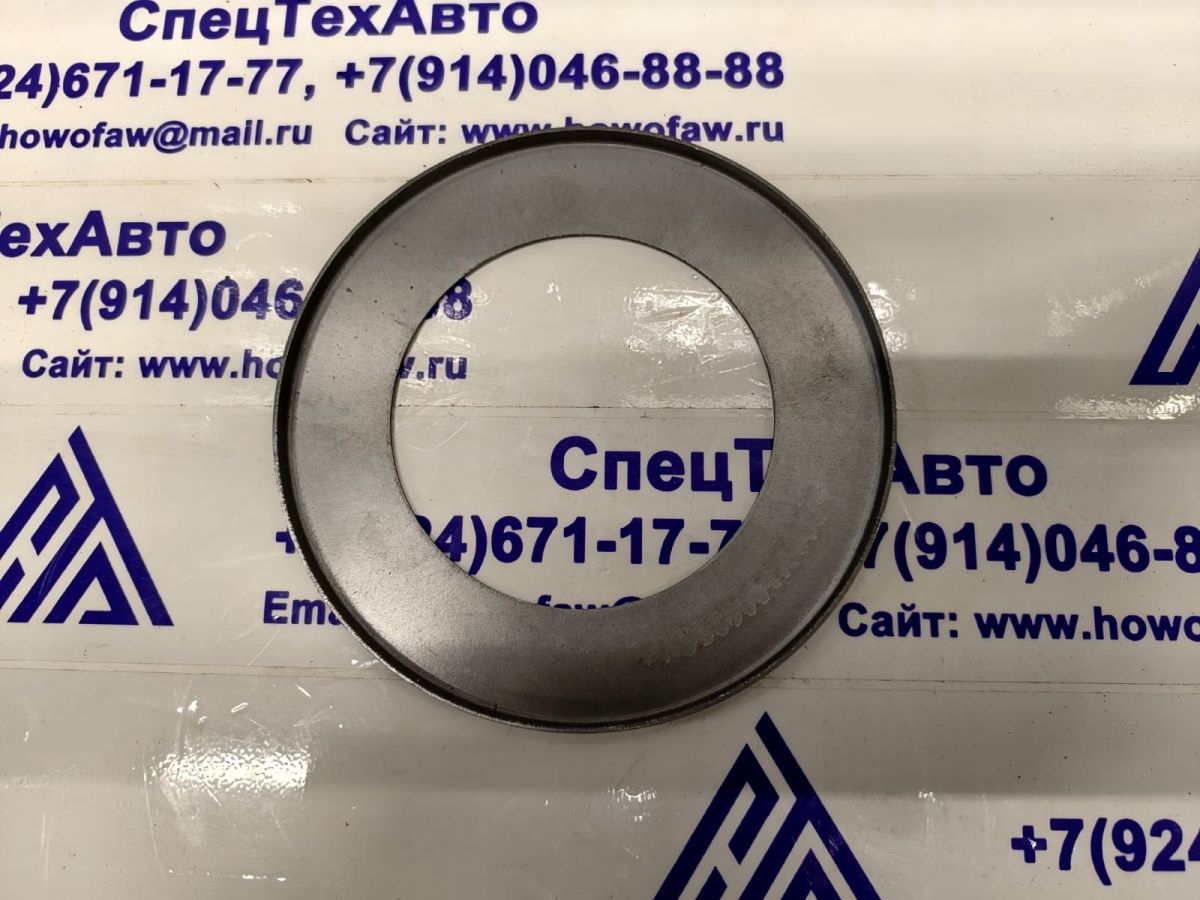 СпецТехАвто
24)671-17-77, +7(914)046-88-88
howofaw@mail.ru Сайт: www.howofaw.ru
ехАвто
+7(914)046 8
Сайт: www.ho w.ru
СпецТ Авто
+ 24)671-17-7 7(914)046-8
Ema faw@ Сайт: www.howo
+7(924